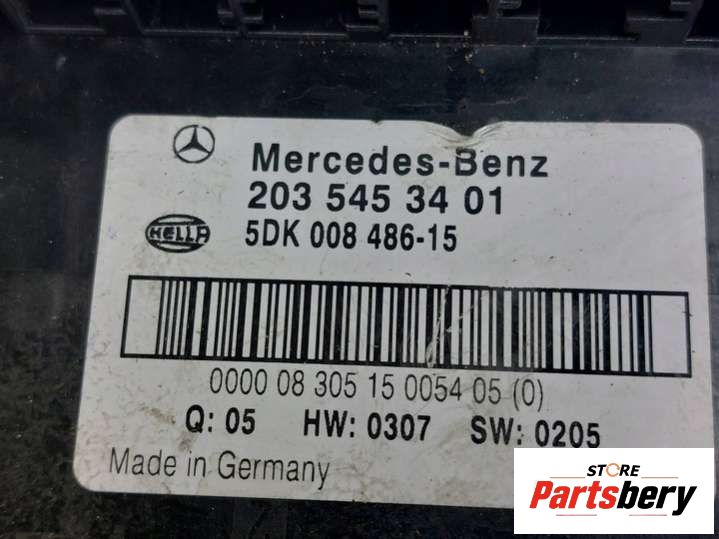 Mercedes-Benz
203 545 34 01
HELLA
5DK 008 486-15
0000 08 305 15 0054 05 (0)
Q: 05 HW: 0307 SW: 0205
Made in Germany
STORE
Partsbery